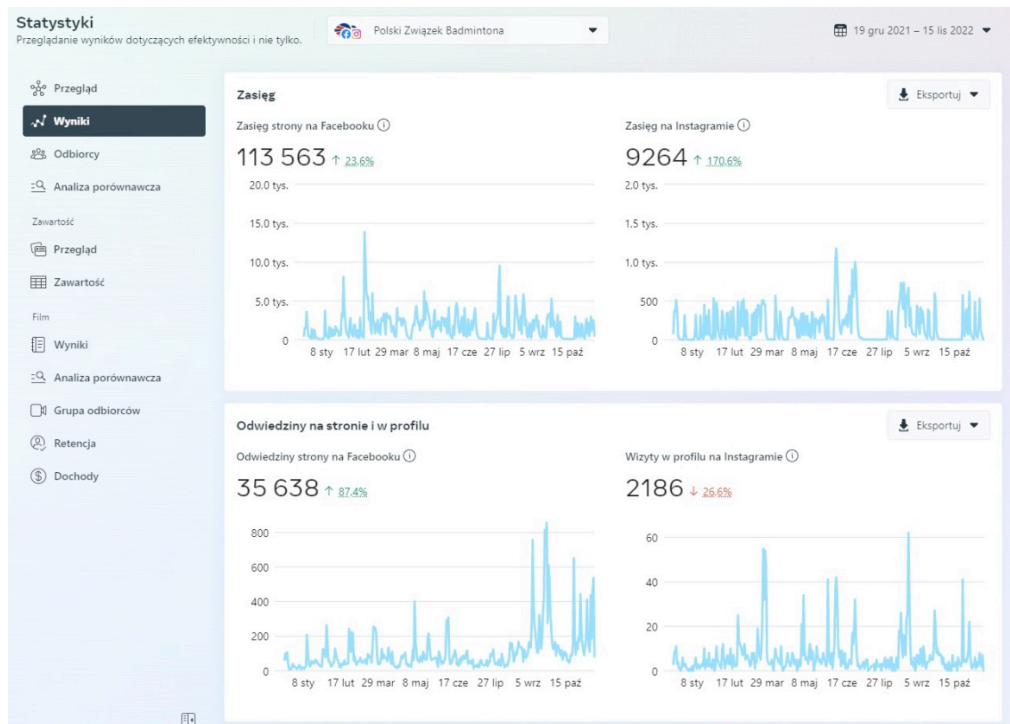 Statystyki
Przeglądanie wyników dotyczących efektywności i nie tylko.
Polski Związek Badmintona
19 gru 2021 – 15 lis 2022
Przegląd
Wyniki
Odbiorcy
Analiza porównawcza
Zawartość
Przegląd
Zawartość
Film
Wyniki
Analiza porównawcza
Grupa odbiorców
Retencja
Dochody
Zasięg
Eksportuj
Zasięg strony na Facebooku
113 563 ↑ 23,6%
20.0 tys.
15.0 tys.
10.0 tys.
5.0 tys.
0
8 sty 17 lut 29 mar 8 maj 17 cze 27 lip 5 wrz 15 paź
Zasięg na Instagramie
9264 ↑ 170,6%
2.0 tys.
1.5 tys.
1.0 tys.
500
0
8 sty 17 lut 29 mar 8 maj 17 cze 27 lip 5 wrz 15 paź
Odwiedziny na stronie i w profilu
Eksportuj
Odwiedziny strony na Facebooku
35 638 ↑ 87,4%
800
600
400
200
0
8 sty 17 lut 29 mar 8 maj 17 cze 27 lip 5 wrz 15 paź
Wizyty w profilu na Instagramie
2186 ↓ 26,6%
60
40
20
0
8 sty 17 lut 29 mar 8 maj 17 cze 27 lip 5 wrz 15 paź